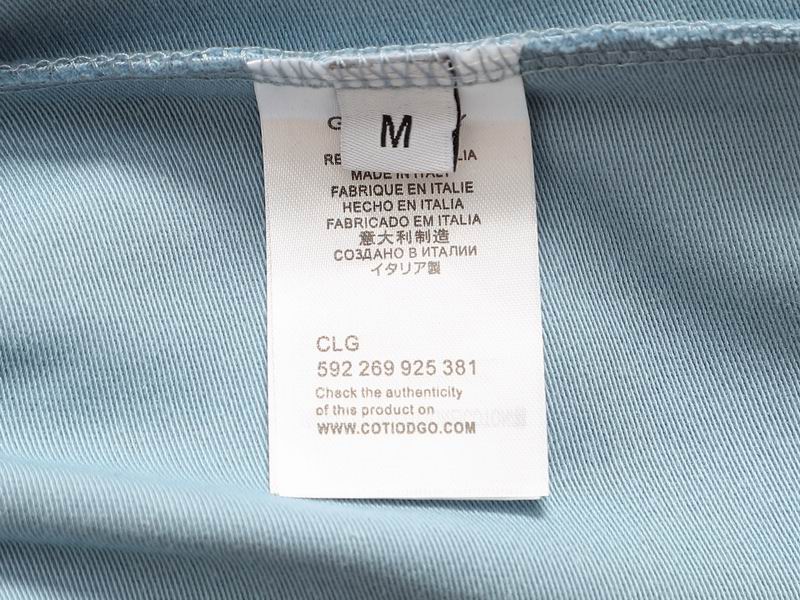 M
MADE IN ITALY
FABRIQUE EN ITALIE
HECHO EN ITALIA
FABRICADO EM ITALIA
意大利制造
СОЗДАНО В ИТАЛИИ
イタリア製
CLG
592 269 925 381
Chack the authenticity
of this product on
WWW.COTIODGO.COM